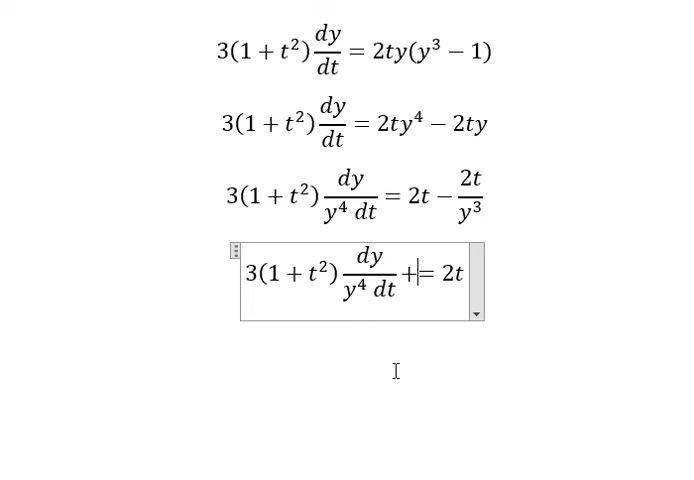 3(1 + t²) dy/dt = 2ty(y³ − 1)
3(1 + t²) dy/dt = 2ty⁴ − 2ty
3(1 + t²) dy/(y⁴ dt) = 2t − 2t/y³
3(1 + t²) dy/(y⁴ dt) + = 2t